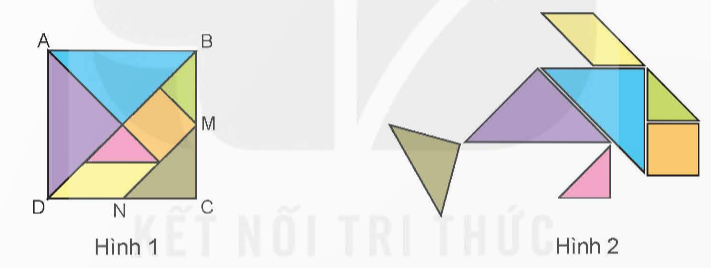 A B
M
D N C
KẾT NỐI TRI THỨC
Hình 1 Hình 2